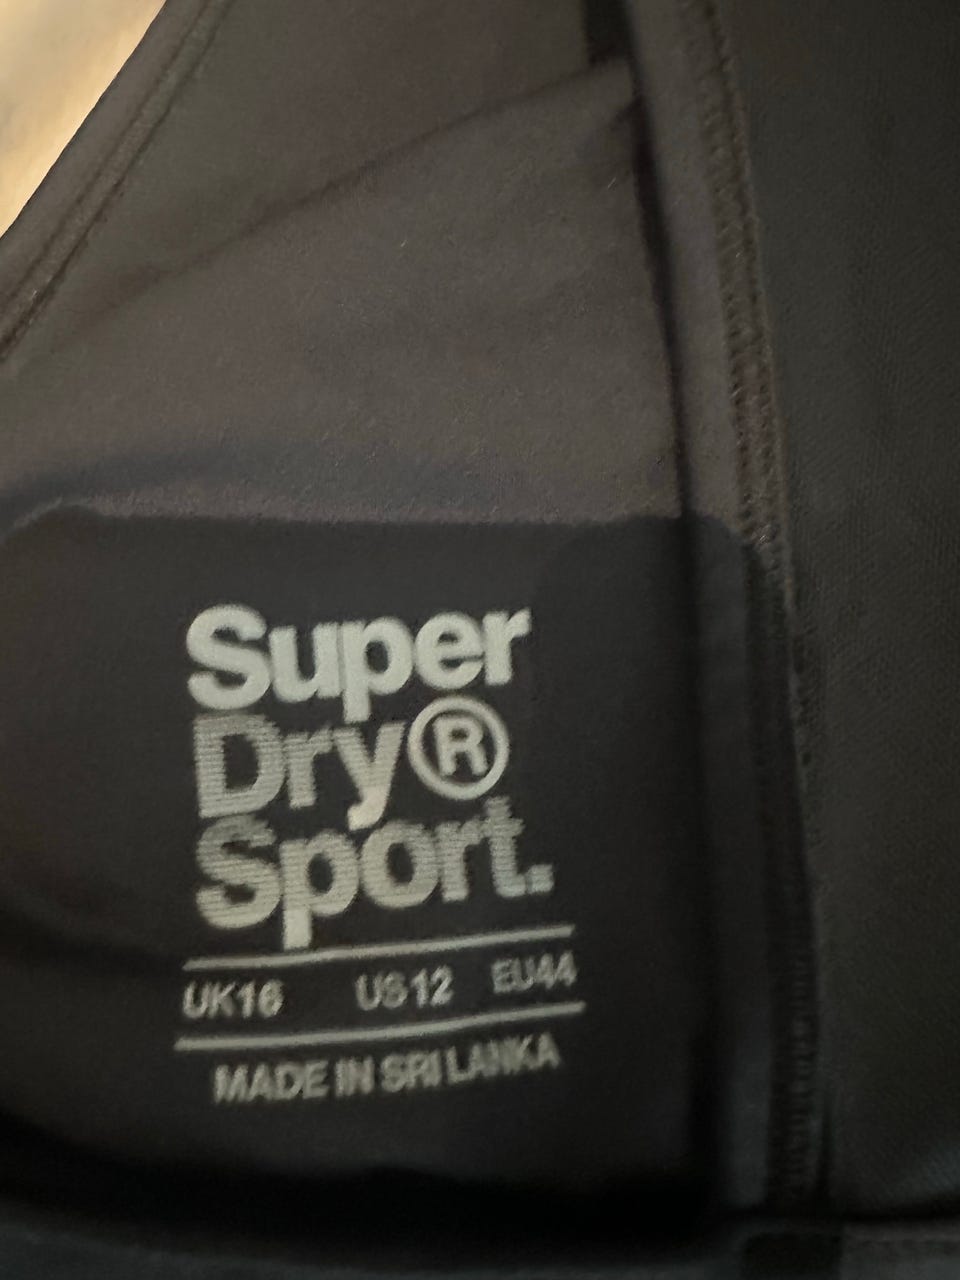 Super
Dry®
Sport.
UK16 US12 EU44
MADE IN SRI LANKA